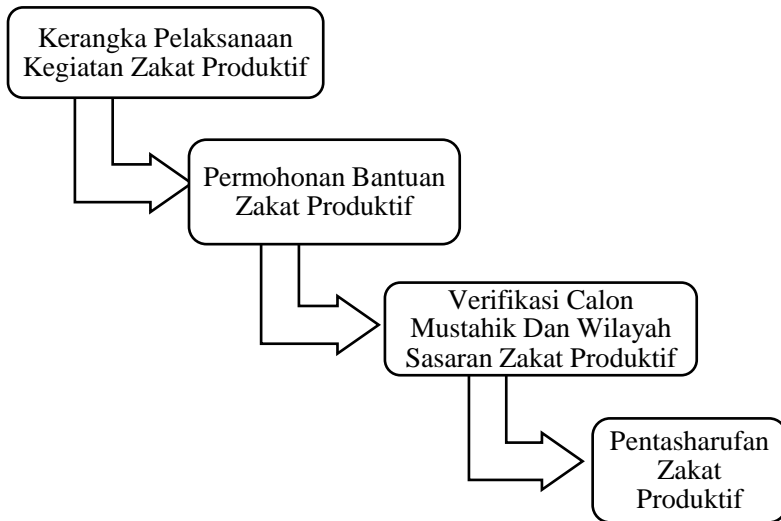 Kerangka Pelaksanaan
Kegiatan Zakat Produktif
Permohonan Bantuan
Zakat Produktif
Verifikasi Calon
Mustahik Dan Wilayah
Sasaran Zakat Produktif
Pentasharufan
Zakat
Produktif